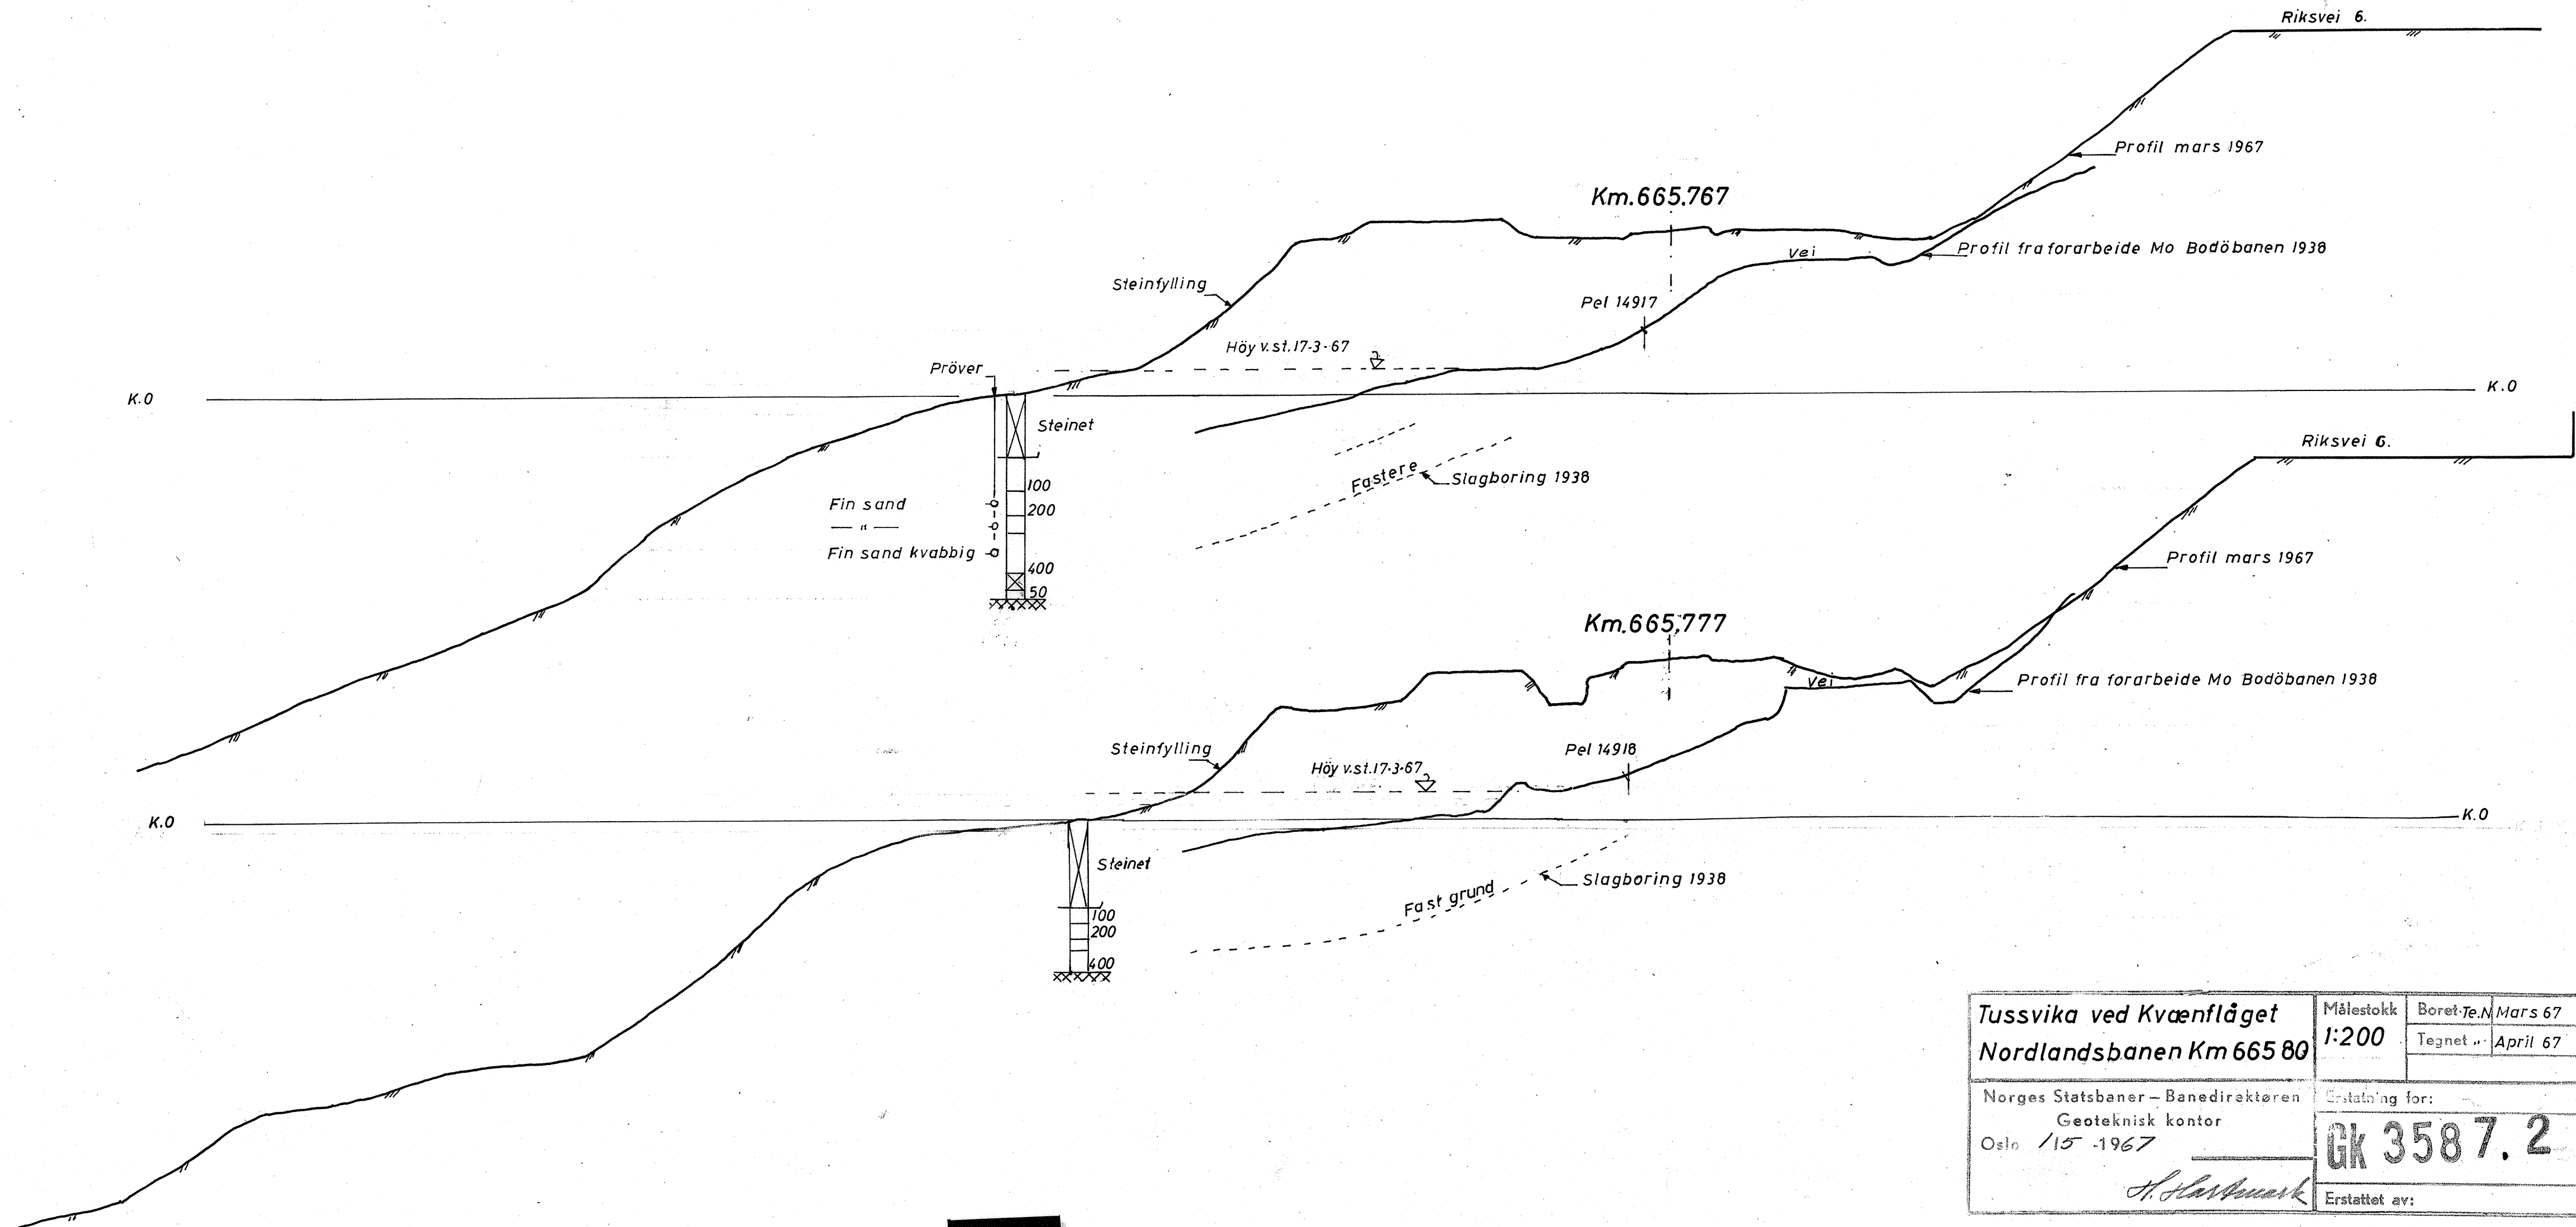 Riksvei 6.
Profil mars 1967
Km.665.767
Profil fra forarbeide Mo Bodöbanen 1938
Vei
Steinfylling
Pel 14917
Höy v.st.17-3-67
Pröver
K.O
K.O
Steinet
Riksvei 6.
Fastere
Slagboring 1938
100
Fin sand
200
— " —
Fin sand kvabbig
400
50
Profil mars 1967
Km.665.777
Profil fra forarbeide Mo Bodöbanen 1938
Vei
Steinfylling
Pel 14918
Höy v.st.17-3-67
K.O
K.O
Steinet
Slagboring 1938
Fast grund
100
200
400
Tussvika ved Kvænflåget
Nordlandsbanen Km 665 80
Målestokk
1:200
Boret Te.N Mars 67
Tegnet „ April 67
Norges Statsbaner – Banedirektøren
Geoteknisk kontor
Oslo 1/5 -1967
H. Hartmark
Erstatning for:
Gk 3587.2
Erstattet av: